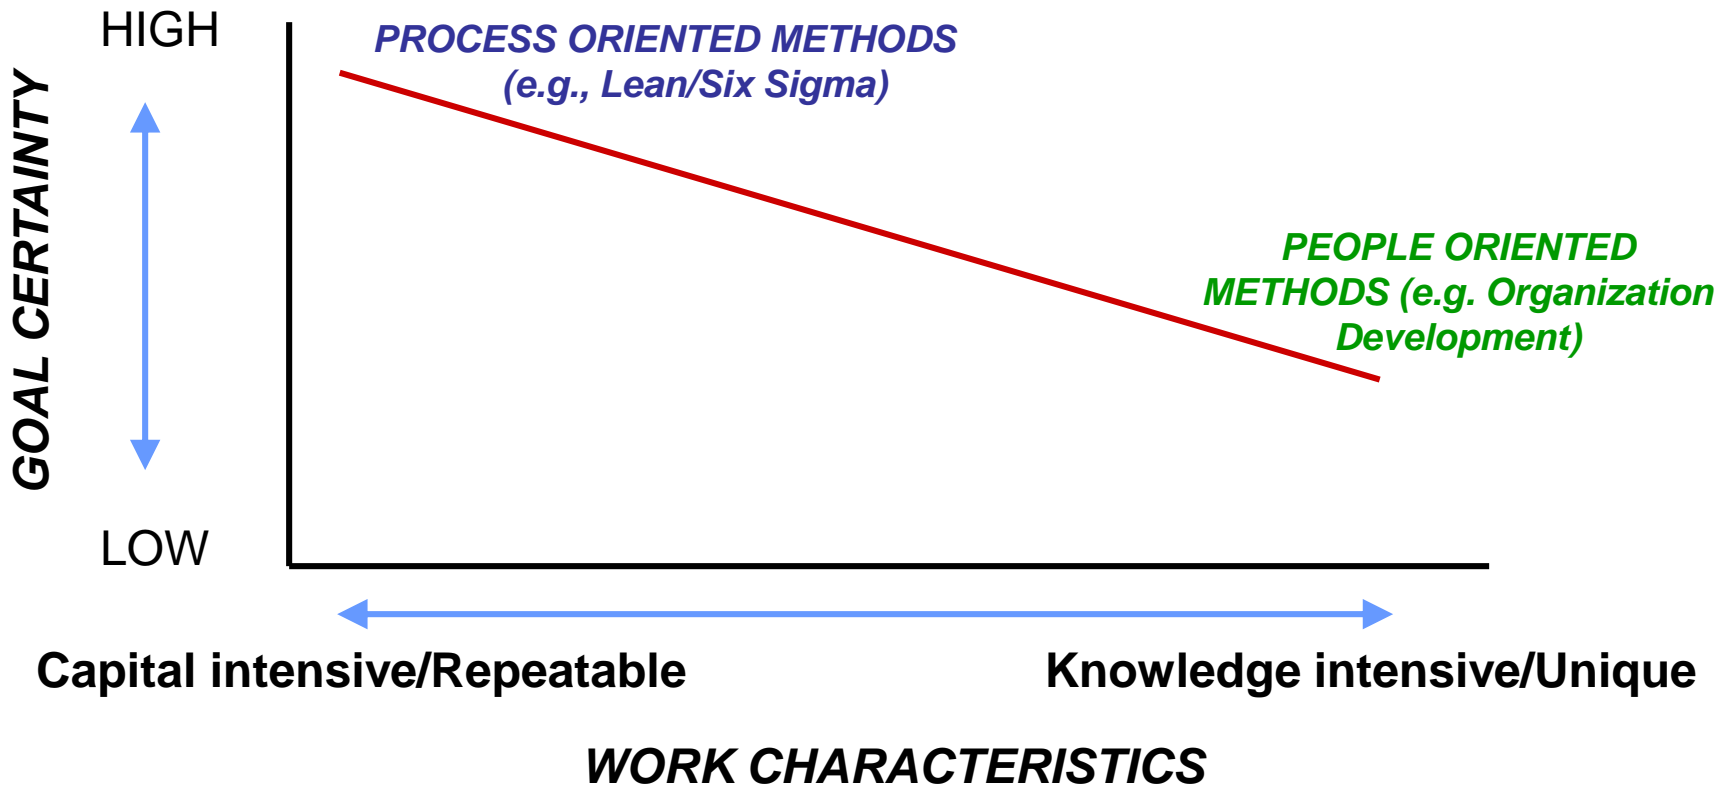 HIGH
PROCESS ORIENTED METHODS
(e.g., Lean/Six Sigma)
GOAL CERTAINTY
PEOPLE ORIENTED
METHODS (e.g. Organization
Development)
LOW
Capital intensive/Repeatable
Knowledge intensive/Unique
WORK CHARACTERISTICS